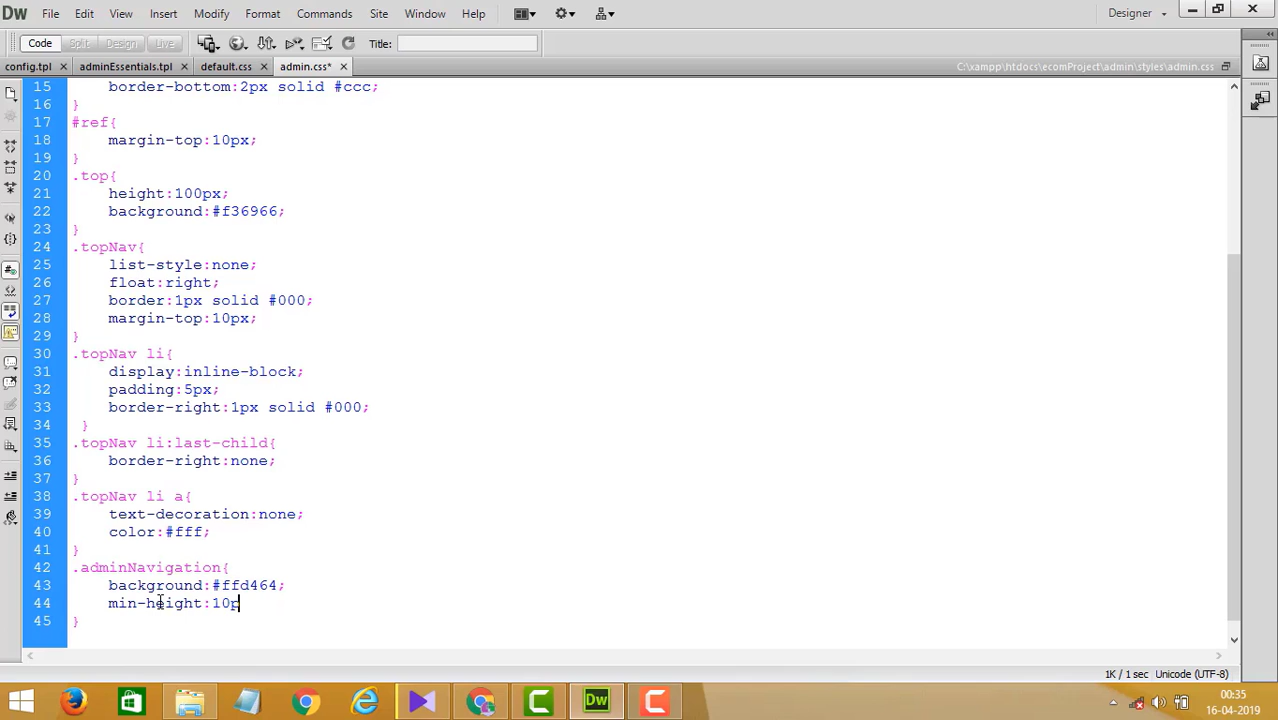 Dw File Edit View Insert Modify Format Commands Site Window Help Designer
Code Split Design Live Title:
config.tpl × adminEssentials.tpl × default.css × admin.css* × C:\xampp\htdocs\ecomProject\admin\styles\admin.css
15 border-bottom:2px solid #ccc;
16 }
17 #ref{
18 margin-top:10px;
19 }
20 .top{
21 height:100px;
22 background:#f36966;
23 }
24 .topNav{
25 list-style:none;
26 float:right;
27 border:1px solid #000;
28 margin-top:10px;
29 }
30 .topNav li{
31 display:inline-block;
32 padding:5px;
33 border-right:1px solid #000;
34 }
35 .topNav li:last-child{
36 border-right:none;
37 }
38 .topNav li a{
39 text-decoration:none;
40 color:#fff;
41 }
42 .adminNavigation{
43 background:#ffd464;
44 min-height:10p
45 }
1K / 1 sec Unicode (UTF-8)
Dw
00:35
16-04-2019